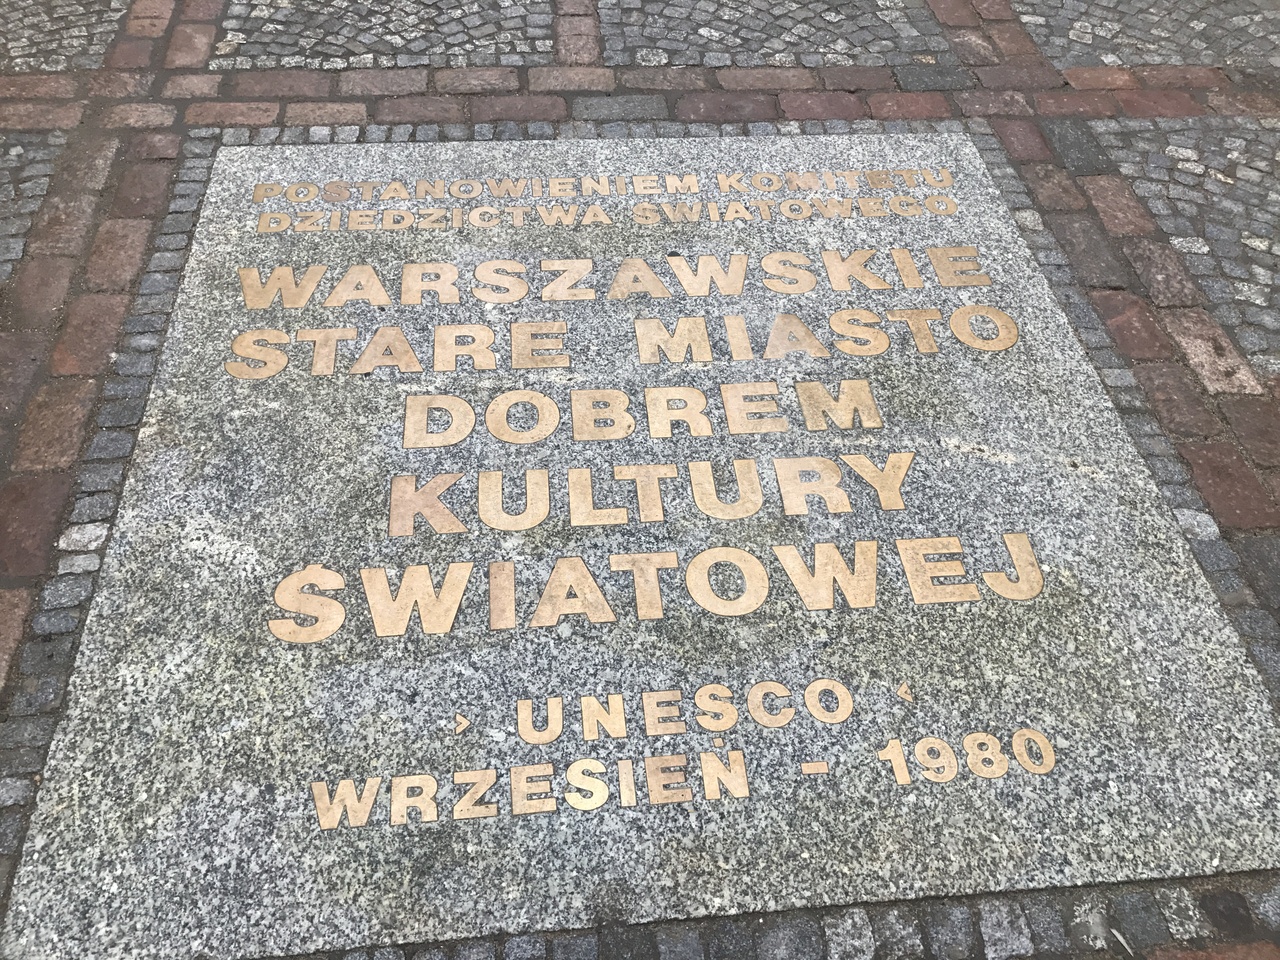 POSTANOWIENIEM KOMITETU
DZIEDZICTWA ŚWIATOWEGO
WARSZAWSKIE
STARE MIASTO
DOBREM
KULTURY
ŚWIATOWEJ
› UNESCO ‹
WRZESIEŃ - 1980